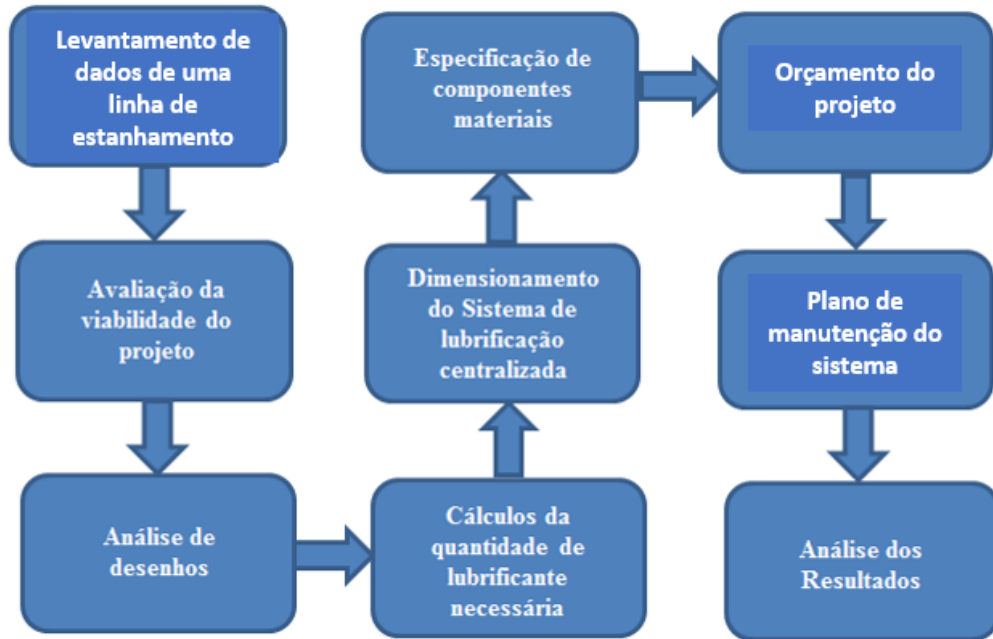 Levantamento de
dados de uma
linha de
estanhamento
Avaliação da
viabilidade do
projeto
Análise de
desenhos
Cálculos da
quantidade de
lubrificante
necessária
Dimensionamento
do Sistema de
lubrificação
centralizada
Especificação de
componentes
materiais
Orçamento do
projeto
Plano de
manutenção do
sistema
Análise dos
Resultados